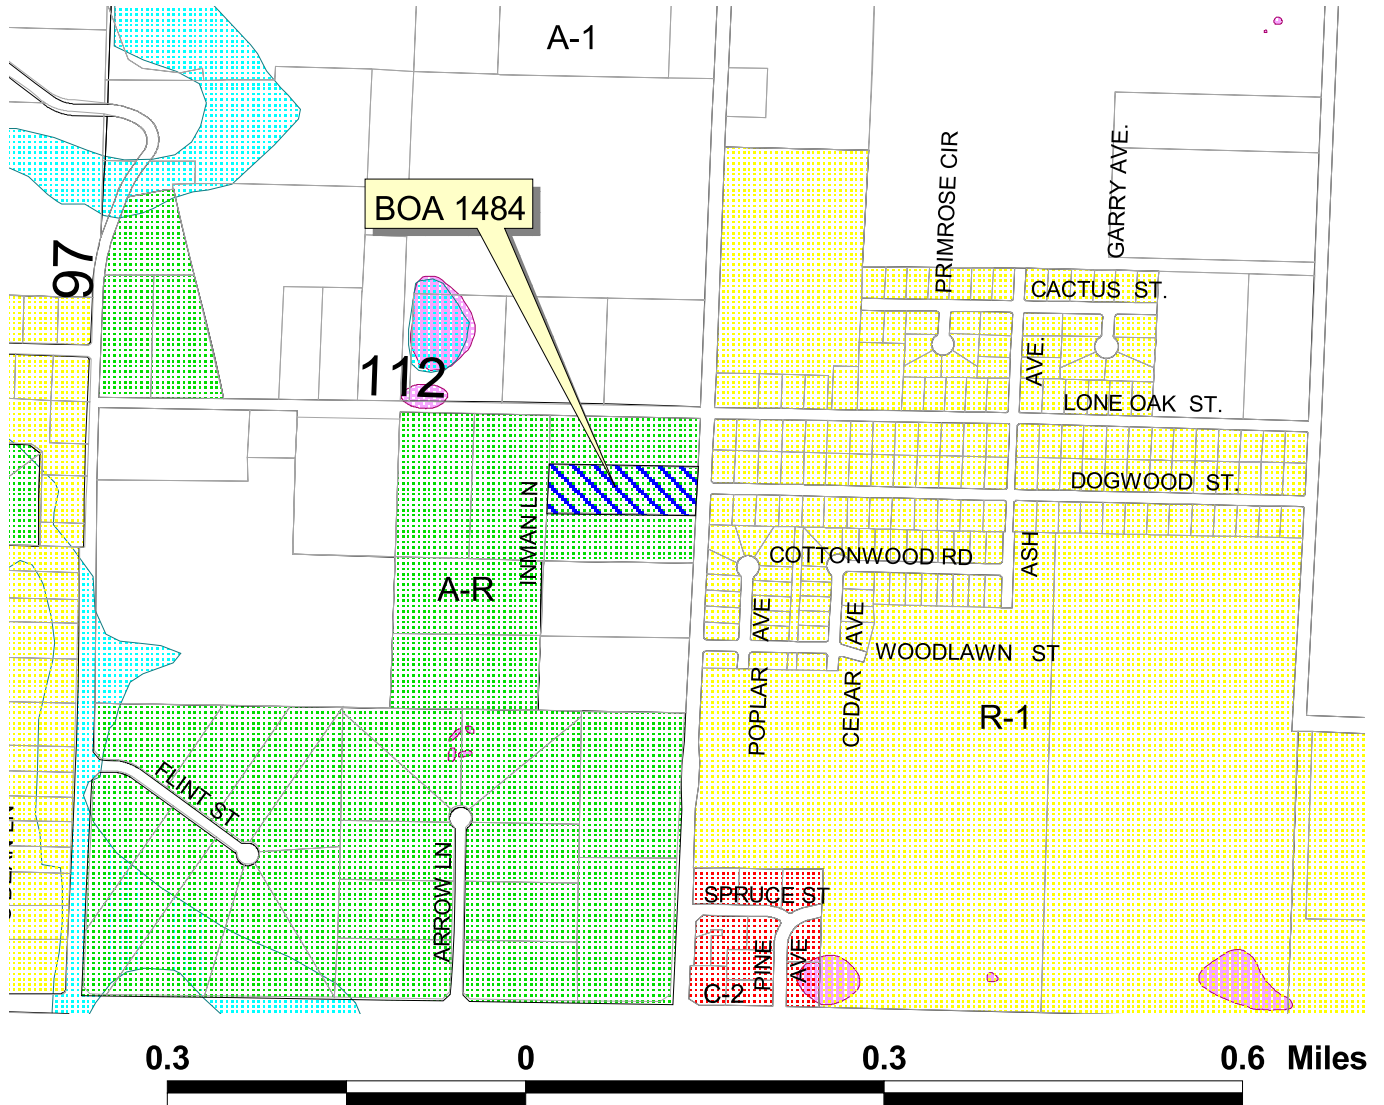 A-1
PRIMROSE CIR
GARRY AVE.
BOA 1484
97
CACTUS ST.
112
AVE.
LONE OAK ST.
DOGWOOD ST.
INMAN LN
ASH
COTTONWOOD RD
A-R
AVE
AVE
WOODLAWN ST
POPLAR
CEDAR
R-1
FLINT ST
ARROW LN
SPRUCE ST
PINE
AVE
C-2
0.3 0 0.3 0.6 Miles